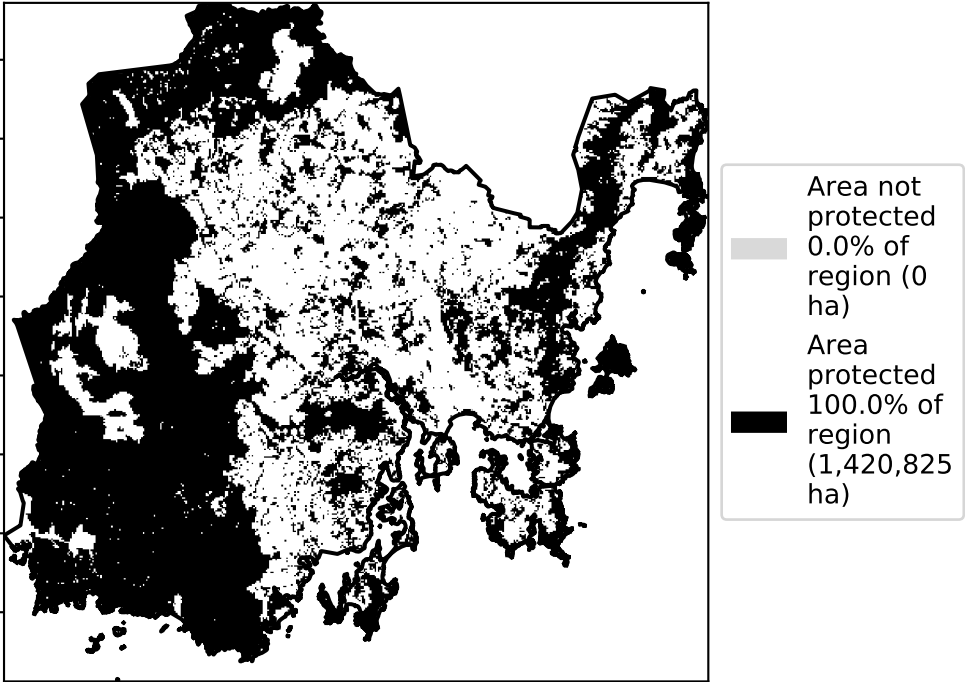 Area not
protected
0.0% of
region (0
ha)
Area
protected
100.0% of
region
(1,420,825
ha)